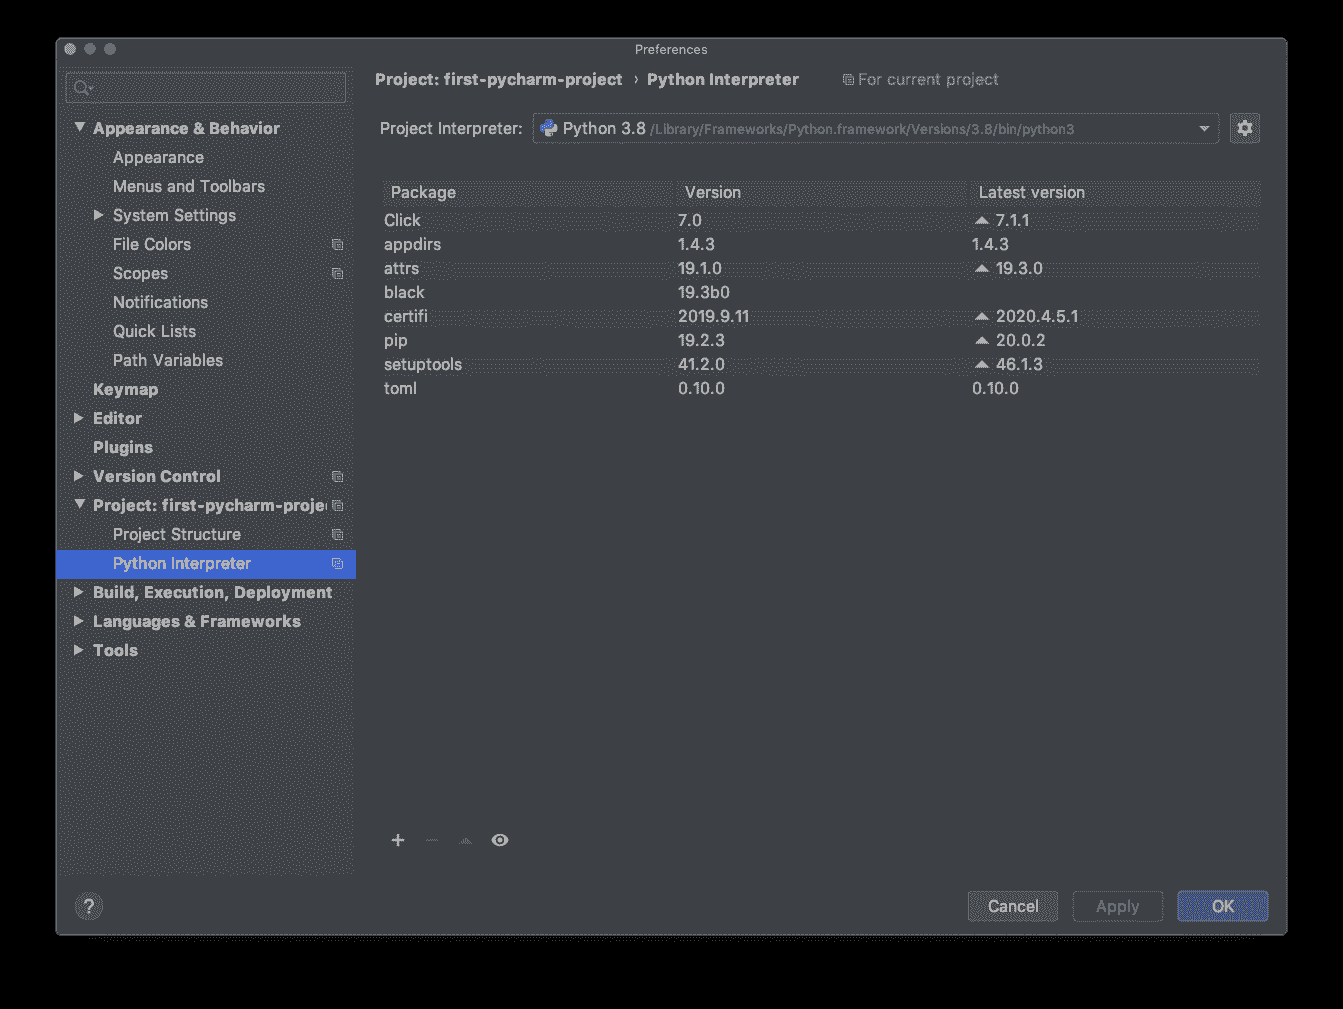 Preferences
Project: first-pycharm-project › Python Interpreter For current project
Appearance & Behavior
Appearance
Menus and Toolbars
System Settings
File Colors
Scopes
Notifications
Quick Lists
Path Variables
Keymap
Editor
Plugins
Version Control
Project: first-pycharm-proje
Project Structure
Python Interpreter
Build, Execution, Deployment
Languages & Frameworks
Tools
Project Interpreter: Python 3.8 /Library/Frameworks/Python.framework/Versions/3.8/bin/python3
Package Version Latest version
Click 7.0 7.1.1
appdirs 1.4.3 1.4.3
attrs 19.1.0 19.3.0
black 19.3b0
certifi 2019.9.11 2020.4.5.1
pip 19.2.3 20.0.2
setuptools 41.2.0 46.1.3
toml 0.10.0 0.10.0
?
Cancel Apply OK